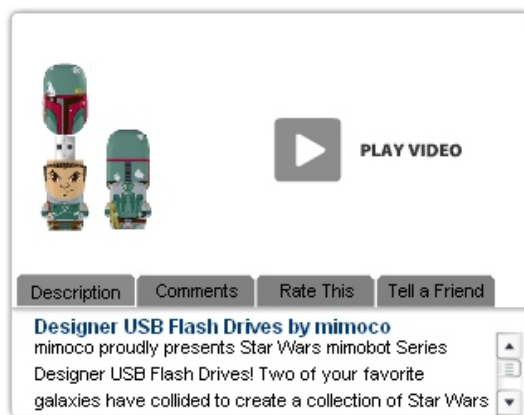 PLAY VIDEO
Description Comments Rate This Tell a Friend
Designer USB Flash Drives by mimoco
mimoco proudly presents Star Wars mimobot Series
Designer USB Flash Drives! Two of your favorite
galaxies have collided to create a collection of Star Wars